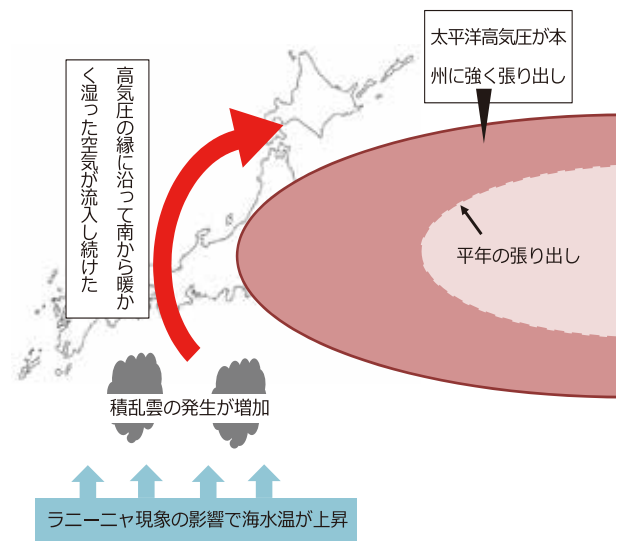 太平洋高気圧が本
州に強く張り出し
高気圧の縁に沿って南から暖か
く湿った空気が流入し続けた
平年の張り出し
積乱雲の発生が増加
ラニーニャ現象の影響で海水温が上昇